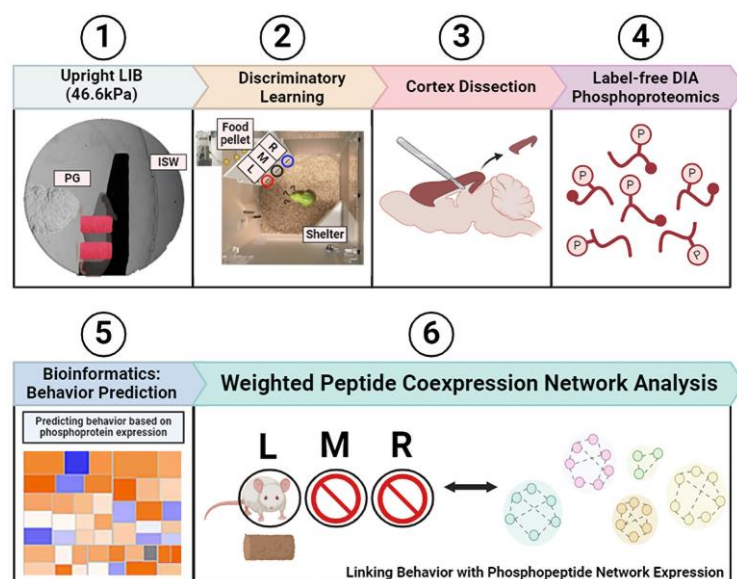 1
2
3
4
Upright LIB
(46.6kPa)
Discriminatory
Learning
Cortex Dissection
Label-free DIA
Phosphoproteomics
PG
ISW
Food
pellet
R
M
L
Shelter
P
P
P
P
P
P
P
5
6
Bioinformatics:
Behavior Prediction
Weighted Peptide Coexpression Network Analysis
Predicting behavior based on
phosphoprotein expression
L M R
Linking Behavior with Phosphopeptide Network Expression